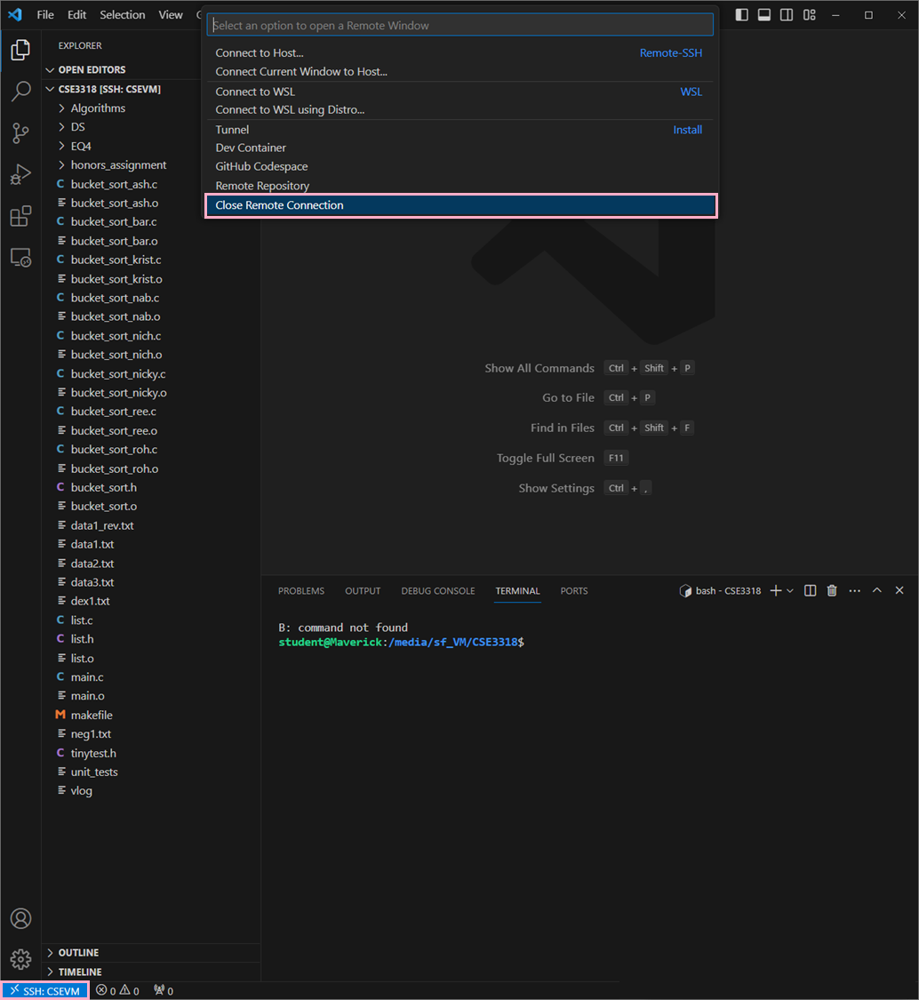 File Edit Selection View
Select an option to open a Remote Window
Connect to Host... Remote-SSH
Connect Current Window to Host...
Connect to WSL WSL
Connect to WSL using Distro...
Tunnel Install
Dev Container
GitHub Codespace
Remote Repository
Close Remote Connection
EXPLORER
OPEN EDITORS
CSE3318 [SSH: CSEVM]
Algorithms
DS
EQ4
honors_assignment
C bucket_sort_ash.c
bucket_sort_ash.o
C bucket_sort_bar.c
bucket_sort_bar.o
C bucket_sort_krist.c
bucket_sort_krist.o
C bucket_sort_nab.c
bucket_sort_nab.o
C bucket_sort_nich.c
bucket_sort_nich.o
C bucket_sort_nicky.c
bucket_sort_nicky.o
C bucket_sort_ree.c
bucket_sort_ree.o
C bucket_sort_roh.c
bucket_sort_roh.o
C bucket_sort.h
bucket_sort.o
data1_rev.txt
data1.txt
data2.txt
data3.txt
dex1.txt
C list.c
C list.h
list.o
C main.c
main.o
M makefile
neg1.txt
C tinytest.h
unit_tests
vlog
OUTLINE
TIMELINE
Show All Commands Ctrl + Shift + P
Go to File Ctrl + P
Find in Files Ctrl + Shift + F
Toggle Full Screen F11
Show Settings Ctrl + ,
PROBLEMS OUTPUT DEBUG CONSOLE TERMINAL PORTS bash - CSE3318
B: command not found
student@Maverick:/media/sf_VM/CSE3318$
SSH: CSEVM 0 0 0